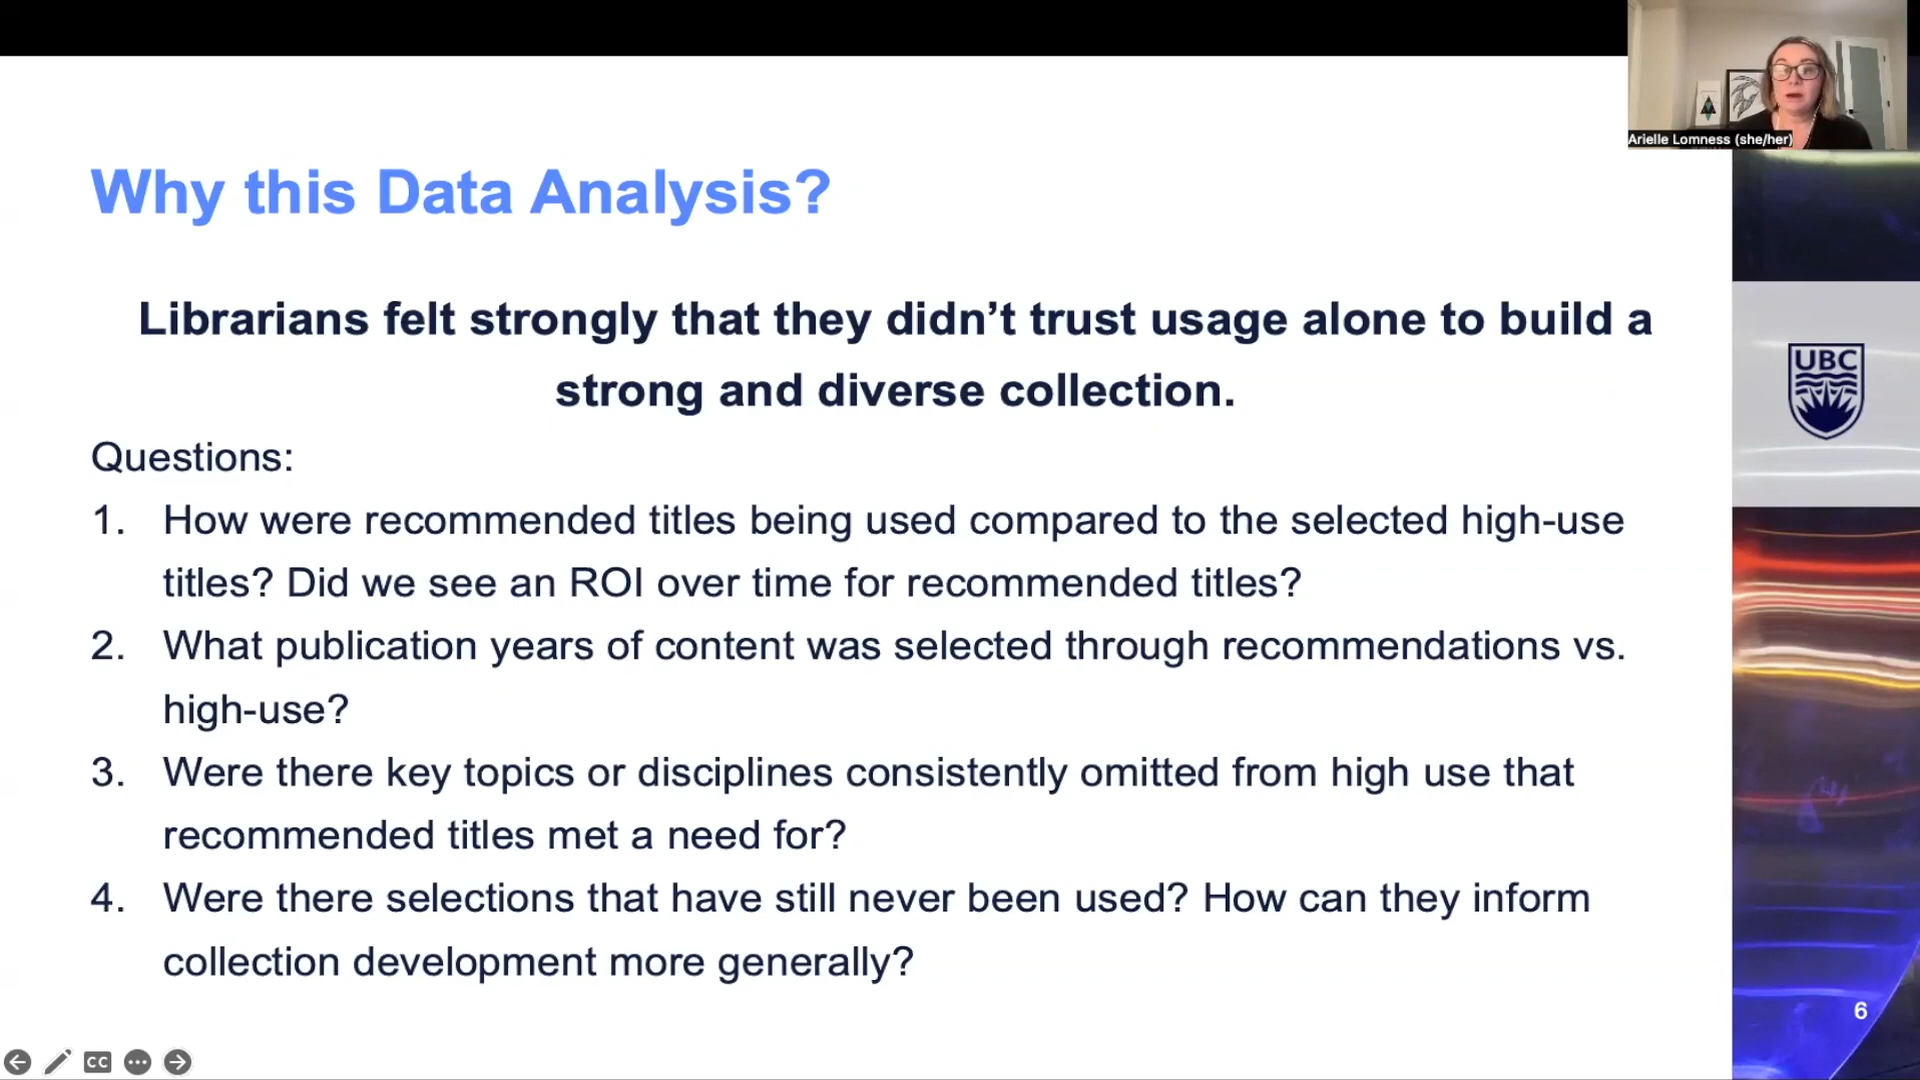 Arielle Lomness (she/her)
Why this Data Analysis?
Librarians felt strongly that they didn’t trust usage alone to build a
strong and diverse collection.
Questions:
1. How were recommended titles being used compared to the selected high-use
titles? Did we see an ROI over time for recommended titles?
2. What publication years of content was selected through recommendations vs.
high-use?
3. Were there key topics or disciplines consistently omitted from high use that
recommended titles met a need for?
4. Were there selections that have still never been used? How can they inform
collection development more generally?
UBC
6
CC